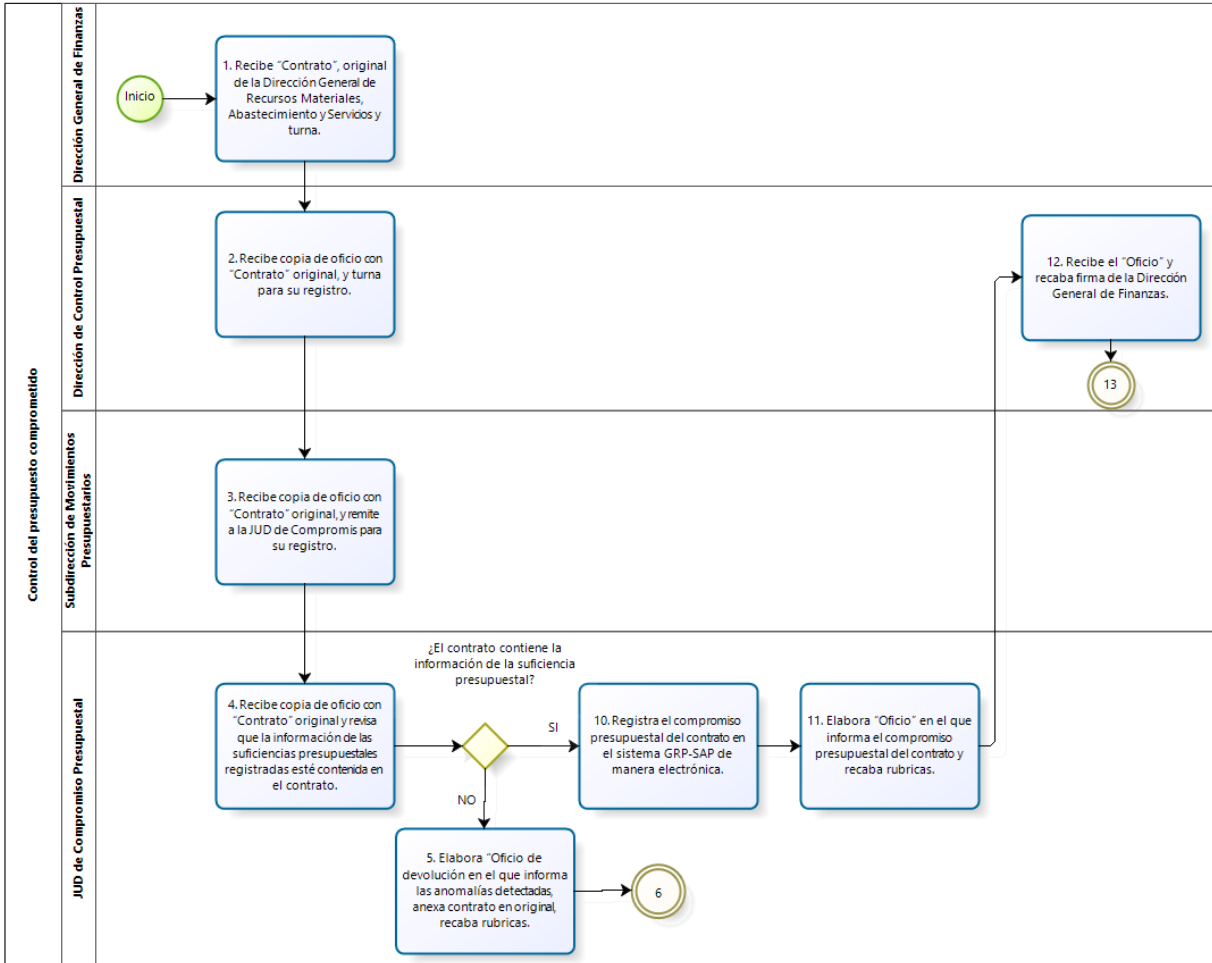 Control del presupuesto comprometido
Dirección General de Finanzas
Inicio
1. Recibe “Contrato”, original
de la Dirección General de
Recursos Materiales,
Abastecimiento y Servicios y
turna.
Dirección de Control Presupuestal
2. Recibe copia de oficio con
“Contrato” original, y turna
para su registro.
12. Recibe el “Oficio” y
recaba firma de la Dirección
General de Finanzas.
13
Subdirección de Movimientos
Presupuestarios
3. Recibe copia de oficio con
“Contrato” original, y remite
a la JUD de Compromis para
su registro.
JUD de Compromiso Presupuestal
4. Recibe copia de oficio con
“Contrato” original y revisa
que la información de las
suficiencias presupuestales
registradas esté contenida en
el contrato.
¿El contrato contiene la
información de la suficiencia
presupuestal?
SI
NO
10. Registra el compromiso
presupuestal del contrato en
el sistema GRP-SAP de
manera electrónica.
11. Elabora “Oficio” en el que
informa el compromiso
presupuestal del contrato y
recaba rubricas.
5. Elabora “Oficio de
devolución en el que informa
las anomalías detectadas,
anexa contrato en original,
recaba rubricas.
6